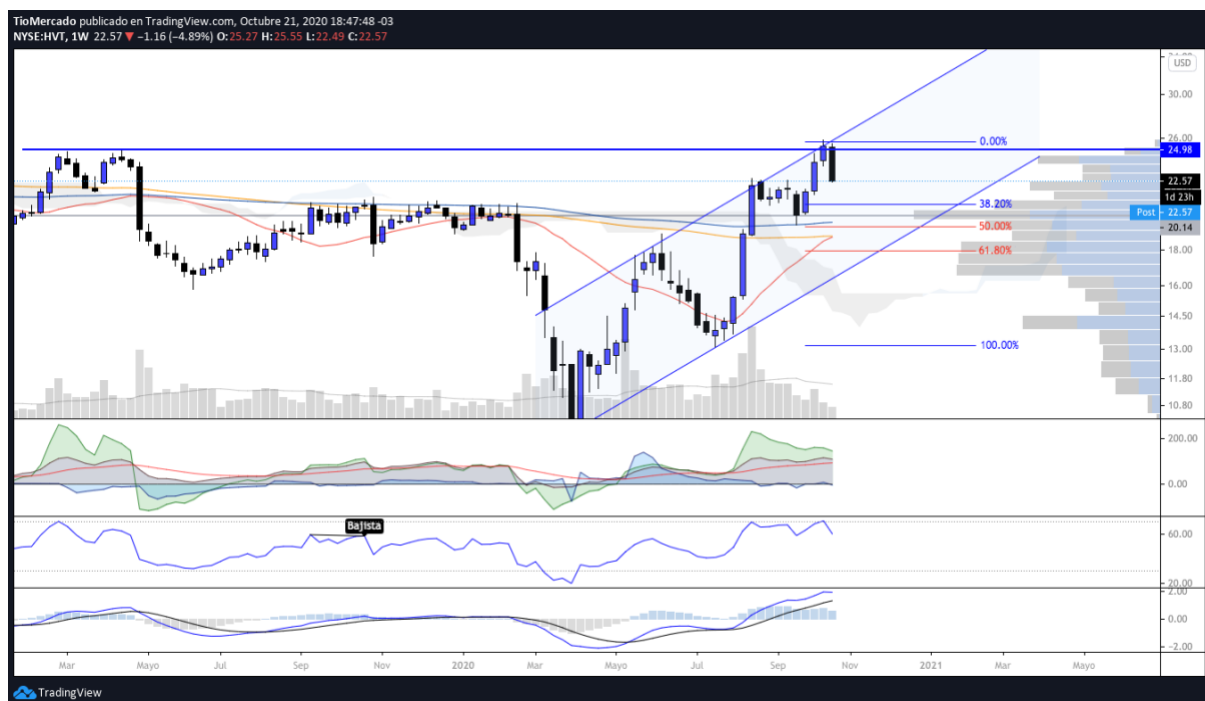 TioMercado publicado en TradingView.com, Octubre 21, 2020 18:47:48 -03
NYSE:HVT, 1W 22.57 ▼ −1.16 (−4.89%) O:25.27 H:25.55 L:22.49 C:22.57
USD
30.00
26.00
0.00%
24.98
22.57
1d 23h
38.20%
Post 22.57
50.00%
20.14
61.80%
18.00
16.00
14.50
100.00%
13.00
11.80
10.80
200.00
0.00
Bajista
60.00
20.00
2.00
0.00
−2.00
Mar Mayo Jul Sep Nov 2020 Mar Mayo Jul Sep Nov 2021 Mar Mayo
TradingView